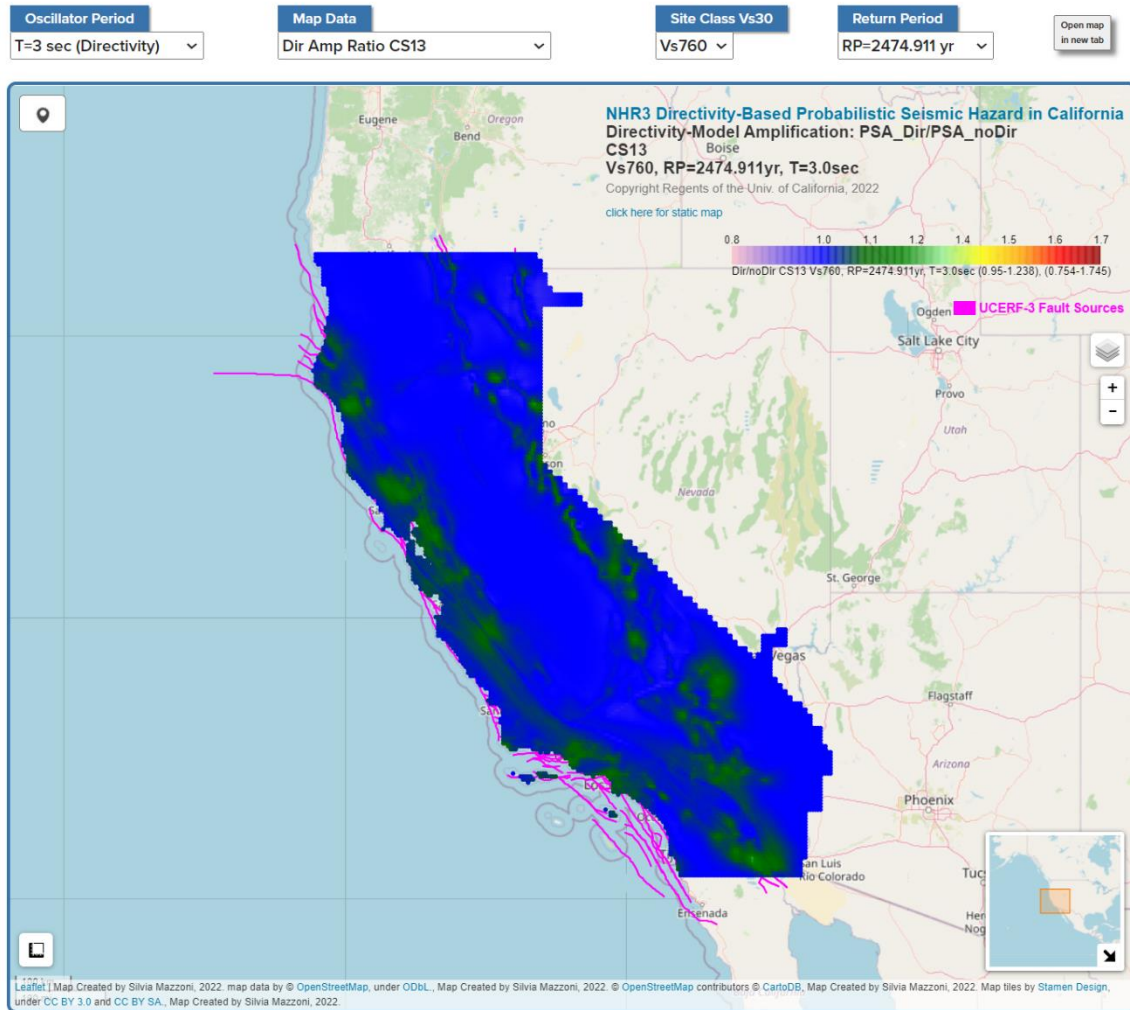 Oscillator Period
T=3 sec (Directivity)
Map Data
Dir Amp Ratio CS13
Site Class Vs30
Vs760
Return Period
RP=2474.911 yr
Open map
in new tab
NHR3 Directivity-Based Probabilistic Seismic Hazard in California
Directivity-Model Amplification: PSA_Dir/PSA_noDir
CS13
Vs760, RP=2474.911yr, T=3.0sec
Copyright Regents of the Univ. of California, 2022
click here for static map
0.8 1.0 1.1 1.2 1.4 1.5 1.6 1.7
Dir/noDir CS13 Vs760, RP=2474.911yr, T=3.0sec (0.95-1.238), (0.754-1.745)
UCERF-3 Fault Sources
Eugene
Bend
Oregon
Boise
Ogden
Salt Lake City
Provo
Utah
+
−
no
son
Nevada
St. George
Vegas
Flagstaff
Arizona
Phoenix
San Luis
Rio Colorado
Tuc
Her
Nog
Ensenada
Leaflet | Map Created by Silvia Mazzoni, 2022. map data by © OpenStreetMap, under ODbL., Map Created by Silvia Mazzoni, 2022. © OpenStreetMap contributors © CartoDB, Map Created by Silvia Mazzoni, 2022. Map tiles by Stamen Design,
under CC BY 3.0 and CC BY SA., Map Created by Silvia Mazzoni, 2022.